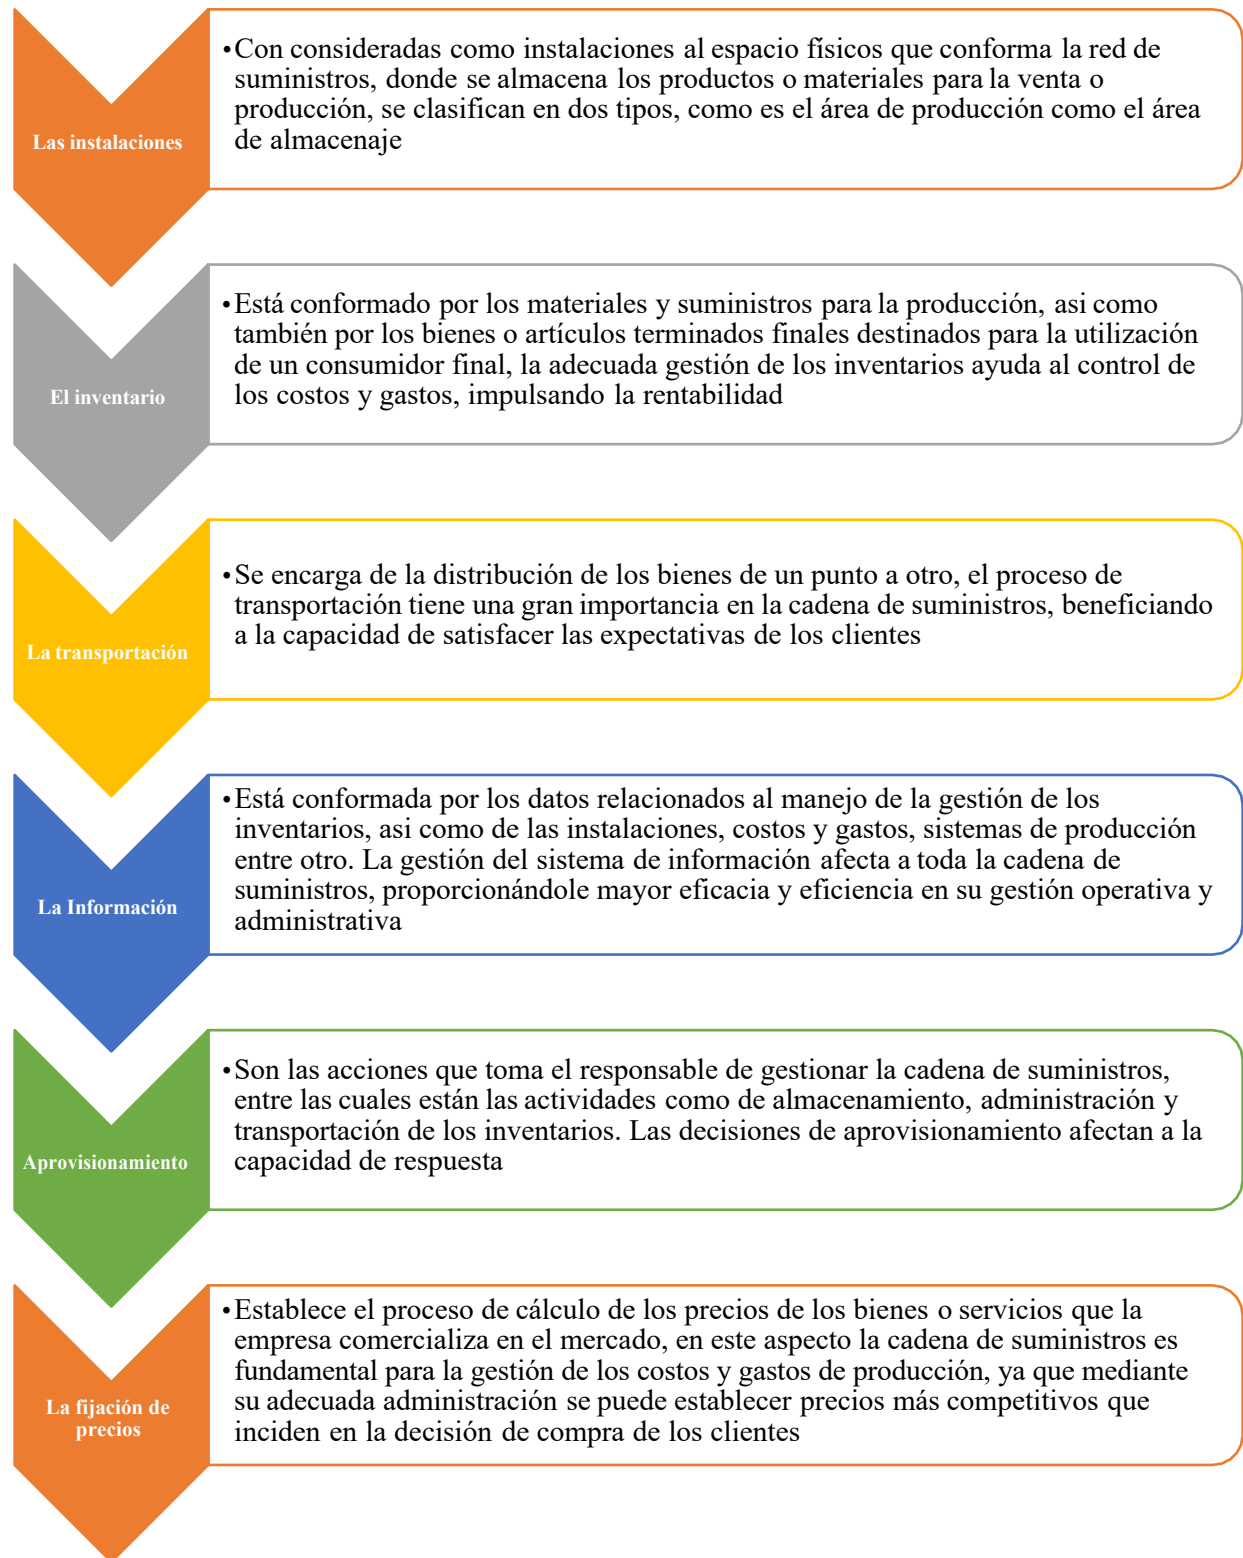 Las instalaciones
•Con consideradas como instalaciones al espacio físicos que conforma la red de
suministros, donde se almacena los productos o materiales para la venta o
producción, se clasifican en dos tipos, como es el área de producción como el área
de almacenaje
El inventario
•Está conformado por los materiales y suministros para la producción, asi como
también por los bienes o artículos terminados finales destinados para la utilización
de un consumidor final, la adecuada gestión de los inventarios ayuda al control de
los costos y gastos, impulsando la rentabilidad
La transportación
•Se encarga de la distribución de los bienes de un punto a otro, el proceso de
transportación tiene una gran importancia en la cadena de suministros, beneficiando
a la capacidad de satisfacer las expectativas de los clientes
La Información
•Está conformada por los datos relacionados al manejo de la gestión de los
inventarios, asi como de las instalaciones, costos y gastos, sistemas de producción
entre otro. La gestión del sistema de información afecta a toda la cadena de
suministros, proporcionándole mayor eficacia y eficiencia en su gestión operativa y
administrativa
Aprovisionamiento
•Son las acciones que toma el responsable de gestionar la cadena de suministros,
entre las cuales están las actividades como de almacenamiento, administración y
transportación de los inventarios. Las decisiones de aprovisionamiento afectan a la
capacidad de respuesta
La fijación de
precios
•Establece el proceso de cálculo de los precios de los bienes o servicios que la
empresa comercializa en el mercado, en este aspecto la cadena de suministros es
fundamental para la gestión de los costos y gastos de producción, ya que mediante
su adecuada administración se puede establecer precios más competitivos que
inciden en la decisión de compra de los clientes